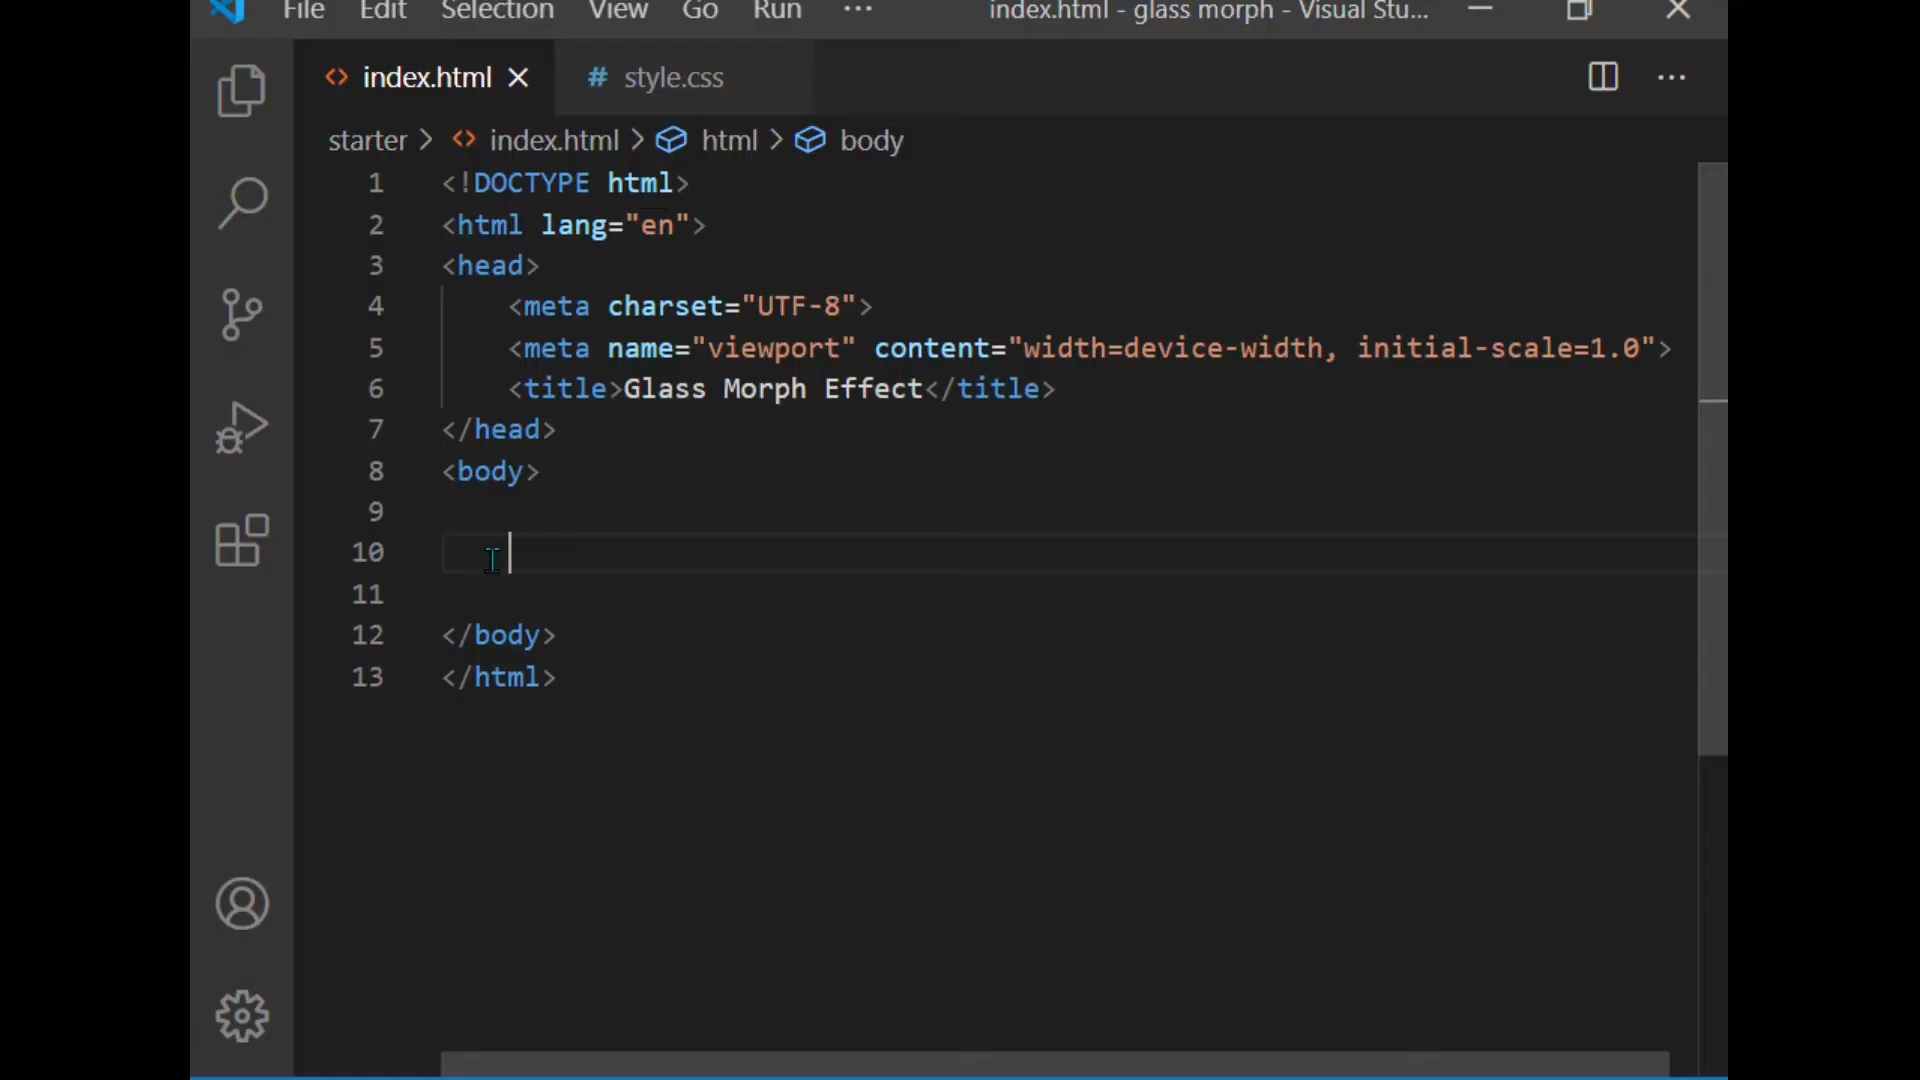 File Edit Selection View Go Run ··· index.html - glass morph - Visual Stu...
index.html style.css
starter > index.html > html > body
1 <!DOCTYPE html>
2 <html lang="en">
3 <head>
4 <meta charset="UTF-8">
5 <meta name="viewport" content="width=device-width, initial-scale=1.0">
6 <title>Glass Morph Effect</title>
7 </head>
8 <body>
9
10
11
12 </body>
13 </html>